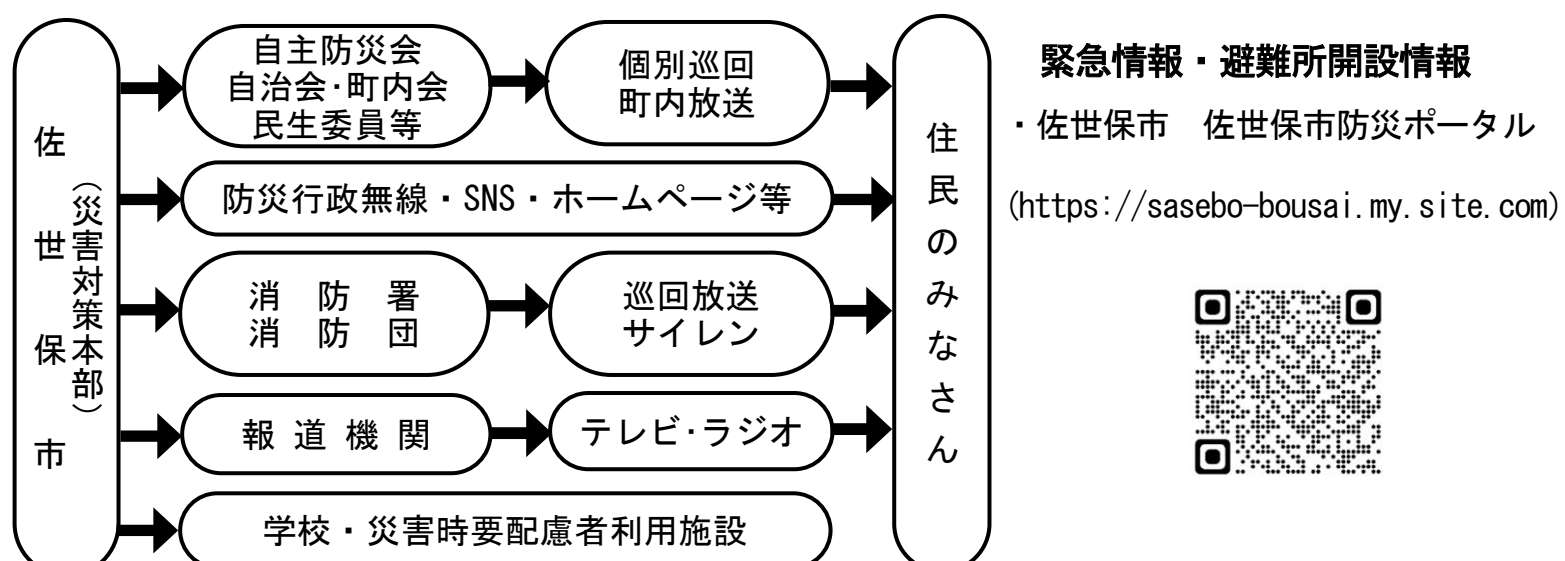 佐世保市
（災害対策本部）
自主防災会
自治会･町内会
民生委員等
個別巡回
町内放送
防災行政無線・SNS・ホームページ等
消　防　署
消　防　団
巡回放送
サイレン
報 道 機 関
テレビ･ラジオ
学校・災害時要配慮者利用施設
住民のみなさん
緊急情報・避難所開設情報
・佐世保市　佐世保市防災ポータル
(https://sasebo-bousai.my.site.com)